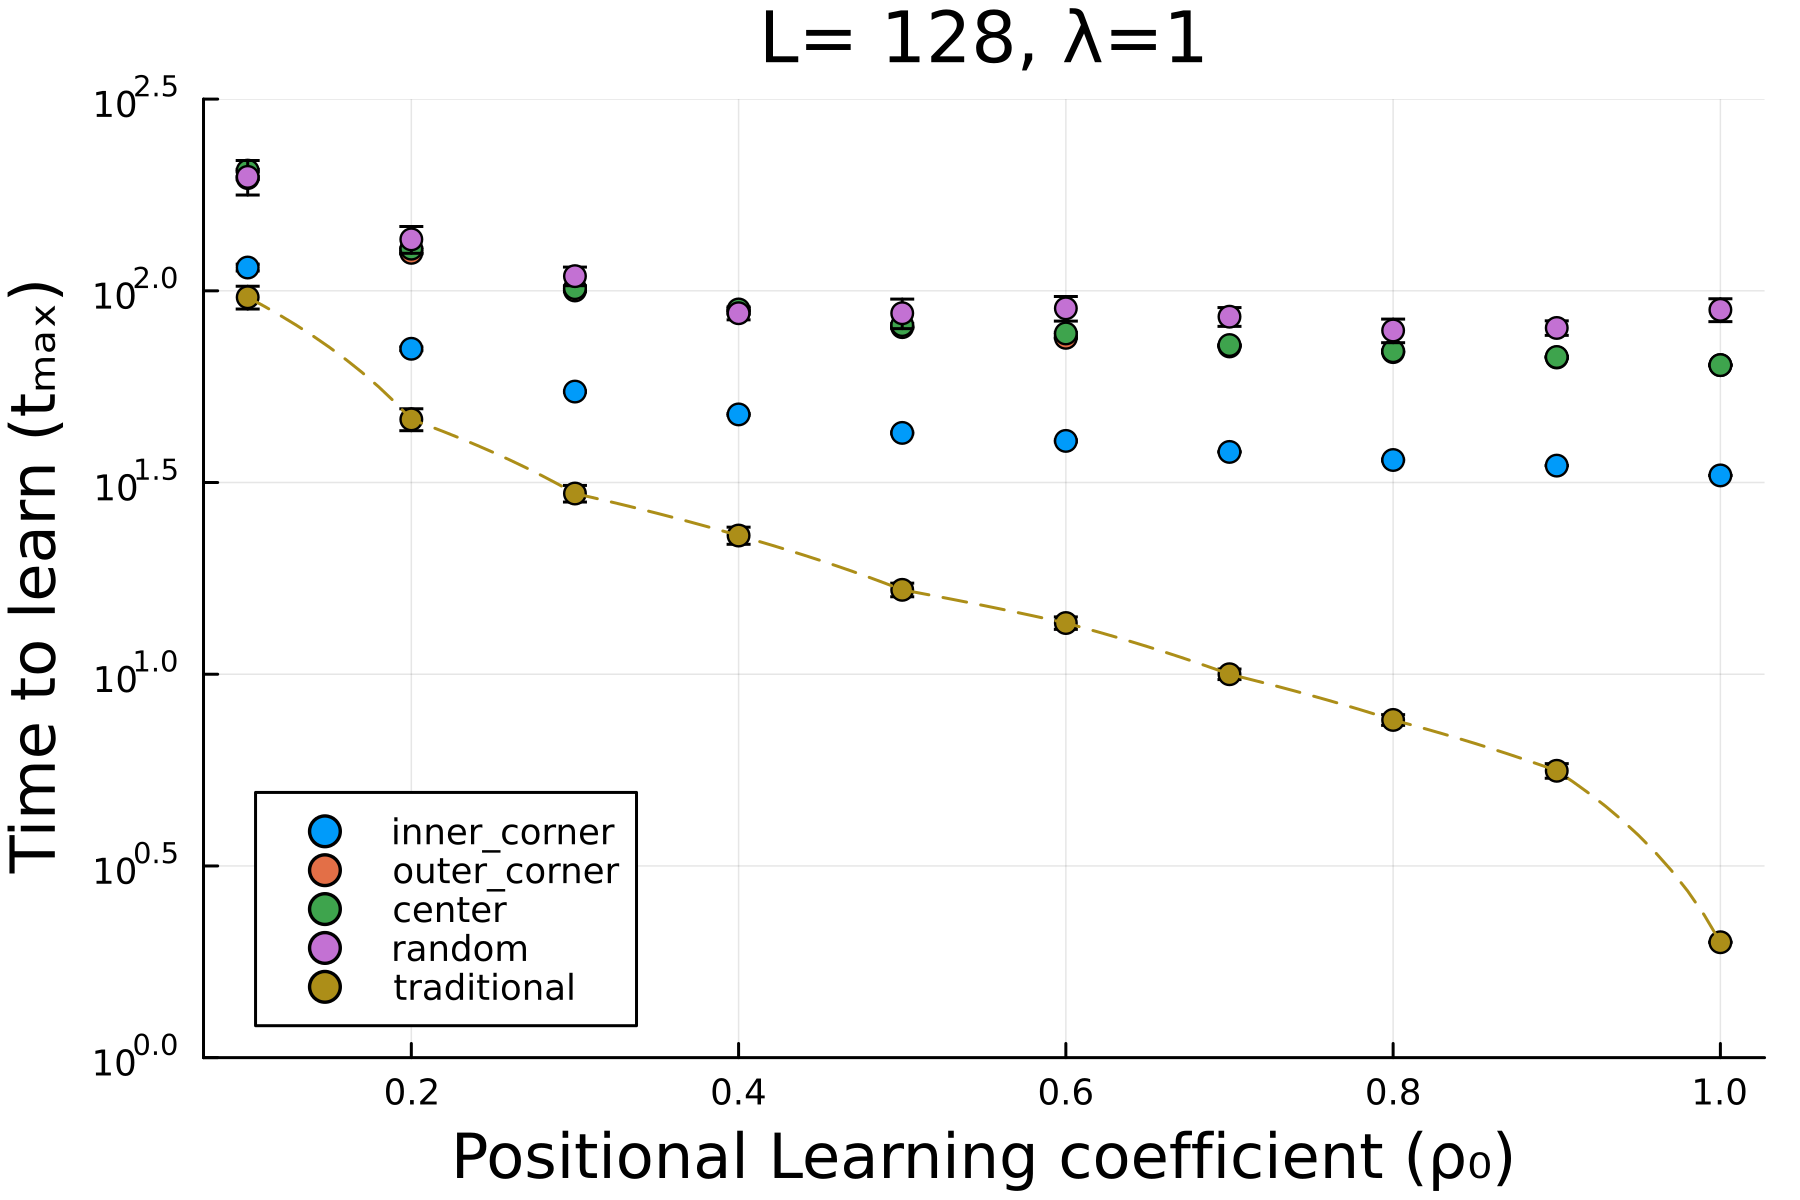 L= 128, λ=1
Time to learn (tₘₐₓ)
10^2.5
10^2.0
10^1.5
10^1.0
10^0.5
10^0.0
inner_corner
outer_corner
center
random
traditional
0.2 0.4 0.6 0.8 1.0
Positional Learning coefficient (ρ₀)